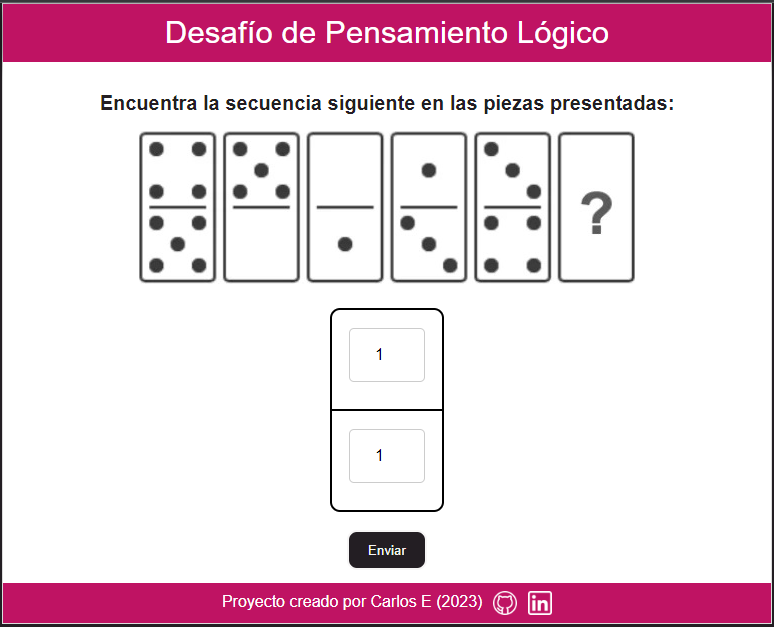 Desafío de Pensamiento Lógico
Encuentra la secuencia siguiente en las piezas presentadas:
?
1
1
Enviar
Proyecto creado por Carlos E (2023) in